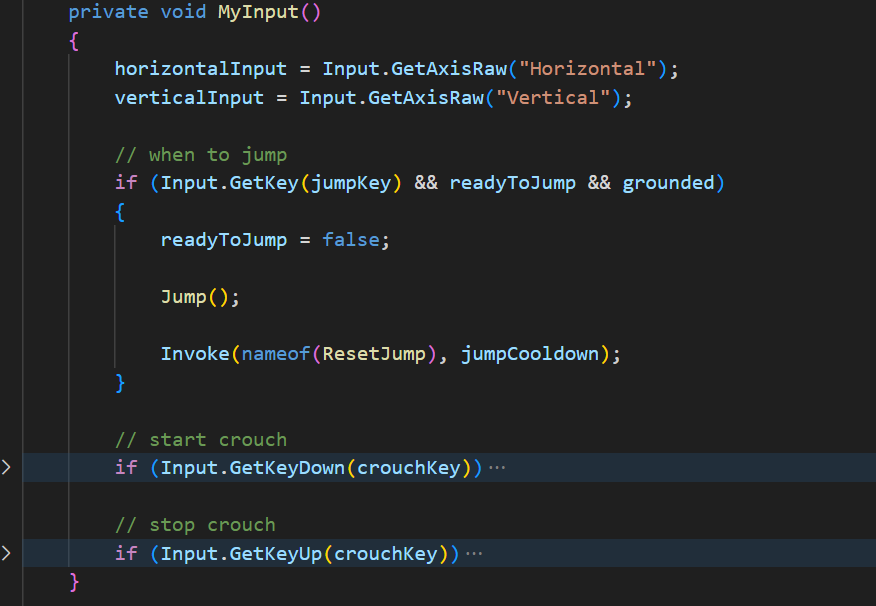 private void MyInput()
{
horizontalInput = Input.GetAxisRaw("Horizontal");
verticalInput = Input.GetAxisRaw("Vertical");
// when to jump
if (Input.GetKey(jumpKey) && readyToJump && grounded)
{
readyToJump = false;
Jump();
Invoke(nameof(ResetJump), jumpCooldown);
}
// start crouch
if (Input.GetKeyDown(crouchKey))···
// stop crouch
if (Input.GetKeyUp(crouchKey))···
}